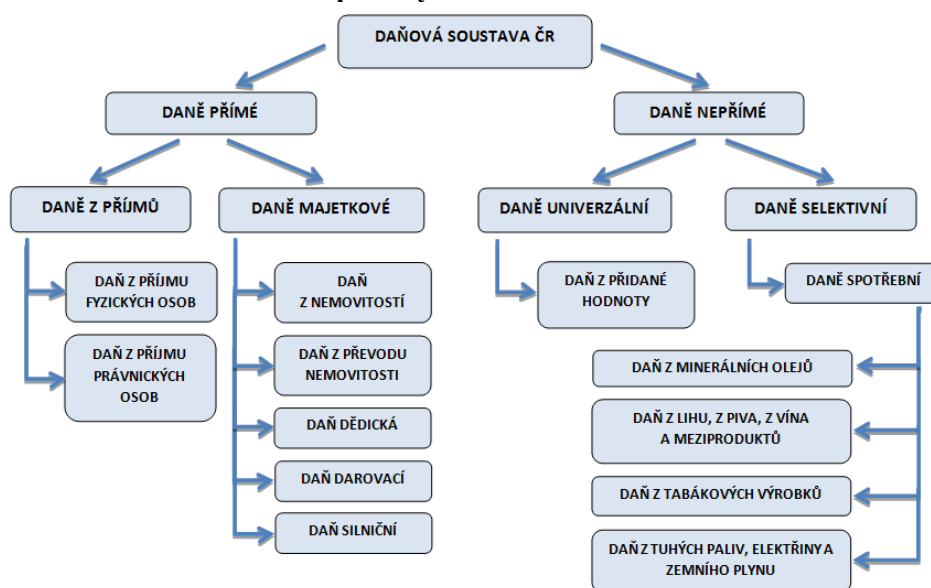 DAŇOVÁ SOUSTAVA ČR
DANĚ PŘÍMÉ
DANĚ NEPŘÍMÉ
DANĚ Z PŘÍJMŮ
DANĚ MAJETKOVÉ
DANĚ UNIVERZÁLNÍ
DANĚ SELEKTIVNÍ
DAŇ Z PŘÍJMU
FYZICKÝCH OSOB
DAŇ Z PŘÍJMU
PRÁVNICKÝCH
OSOB
DAŇ
Z NEMOVITOSTÍ
DAŇ Z PŘEVODU
NEMOVITOSTI
DAŇ DĚDICKÁ
DAŇ DAROVACÍ
DAŇ SILNIČNÍ
DAŇ Z PŘIDANÉ
HODNOTY
DANĚ SPOTŘEBNÍ
DAŇ Z MINERÁLNÍCH OLEJŮ
DAŇ Z LIHU, Z PIVA, Z VÍNA
A MEZIPRODUKTŮ
DAŇ Z TABÁKOVÝCH VÝROBKŮ
DAŇ Z TUHÝCH PALIV, ELEKTŘINY A
ZEMNÍHO PLYNU